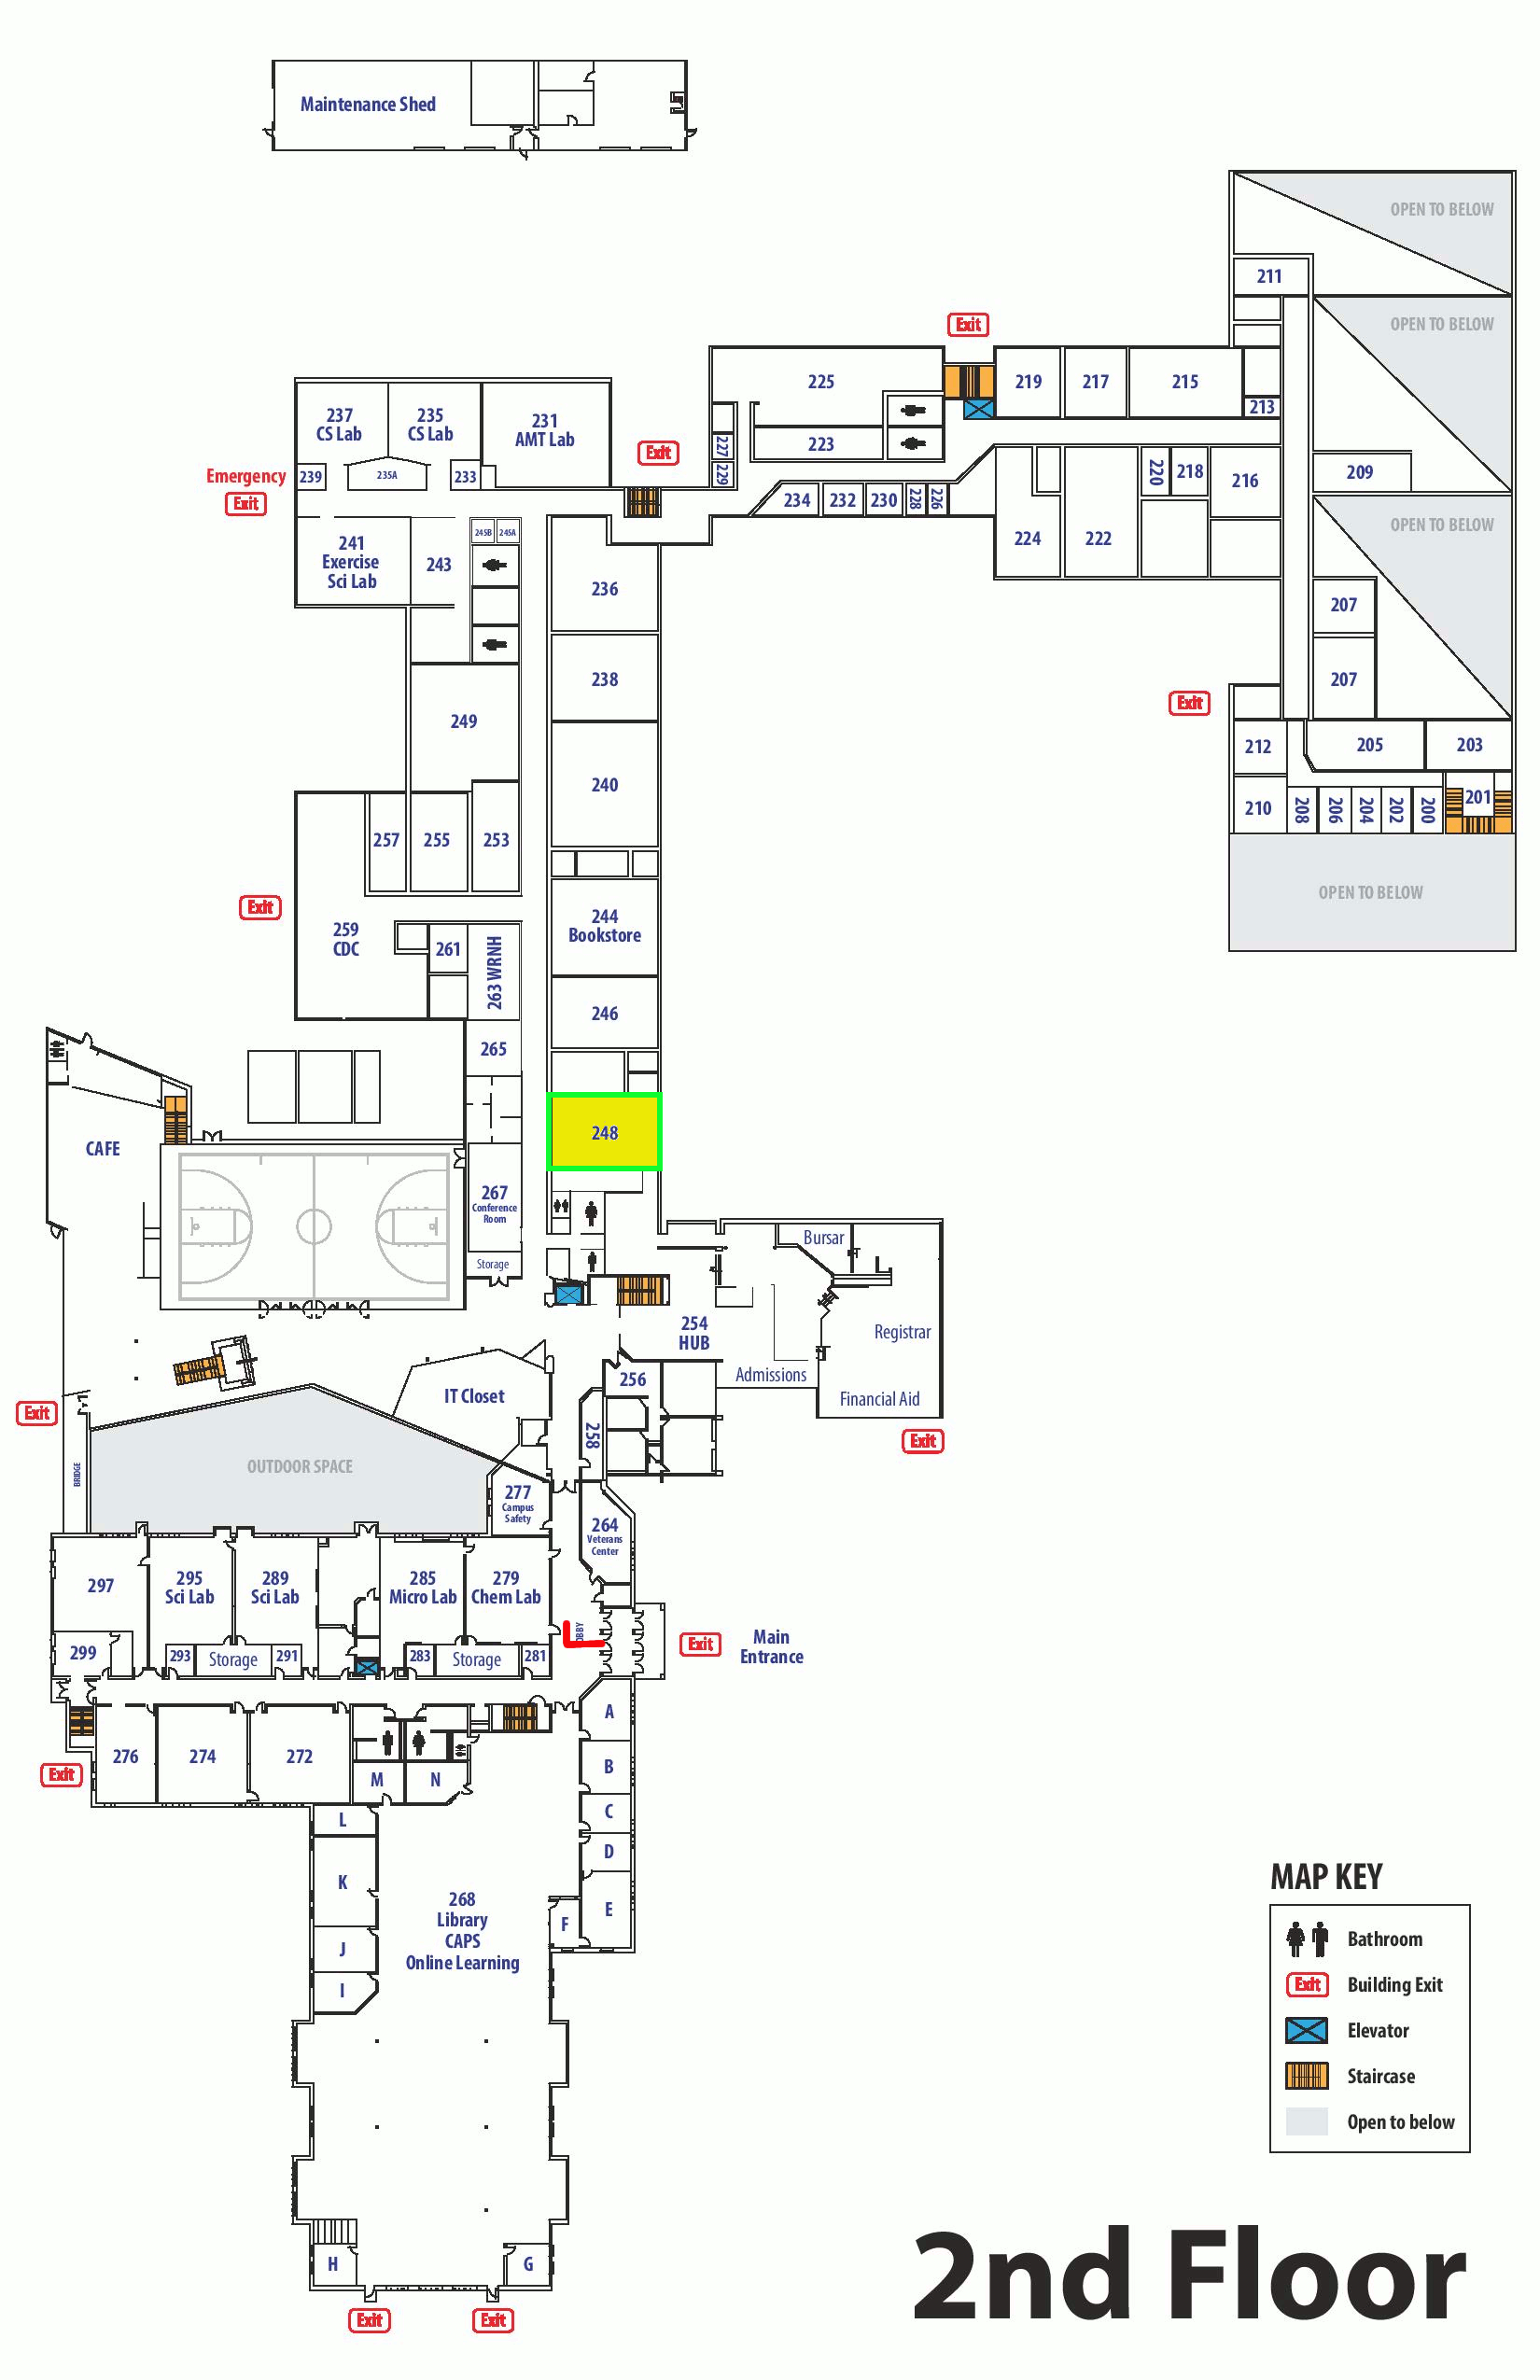 Maintenance Shed
OPEN TO BELOW
211
OPEN TO BELOW
Exit
225
219
217
215
213
237
CS Lab
235
CS Lab
231
AMT Lab
223
227
229
Exit
Emergency
Exit
239
235A
233
234
232
230
228
226
220
218
216
209
OPEN TO BELOW
224
222
241
Exercise
Sci Lab
243
245B
245A
236
207
238
207
Exit
249
240
212
205
203
210
208
206
204
202
200
201
257
255
253
OPEN TO BELOW
Exit
259
CDC
261
263 WRNH
244
Bookstore
246
265
CAFE
248
267
Conference
Room
Storage
Bursar
254
HUB
Registrar
Admissions
Financial Aid
256
258
IT Closet
Exit
Exit
BRIDGE
OUTDOOR SPACE
277
Campus
Safety
264
Veterans
Center
297
295
Sci Lab
289
Sci Lab
285
Micro Lab
279
Chem Lab
299
293
Storage
291
283
Storage
281
Exit
Main
Entrance
276
274
272
M
N
A
B
C
D
E
F
Exit
L
K
J
I
268
Library
CAPS
Online Learning
H
G
Exit
Exit
MAP KEY
Bathroom
Exit
Building Exit
Elevator
Staircase
Open to below
2nd Floor